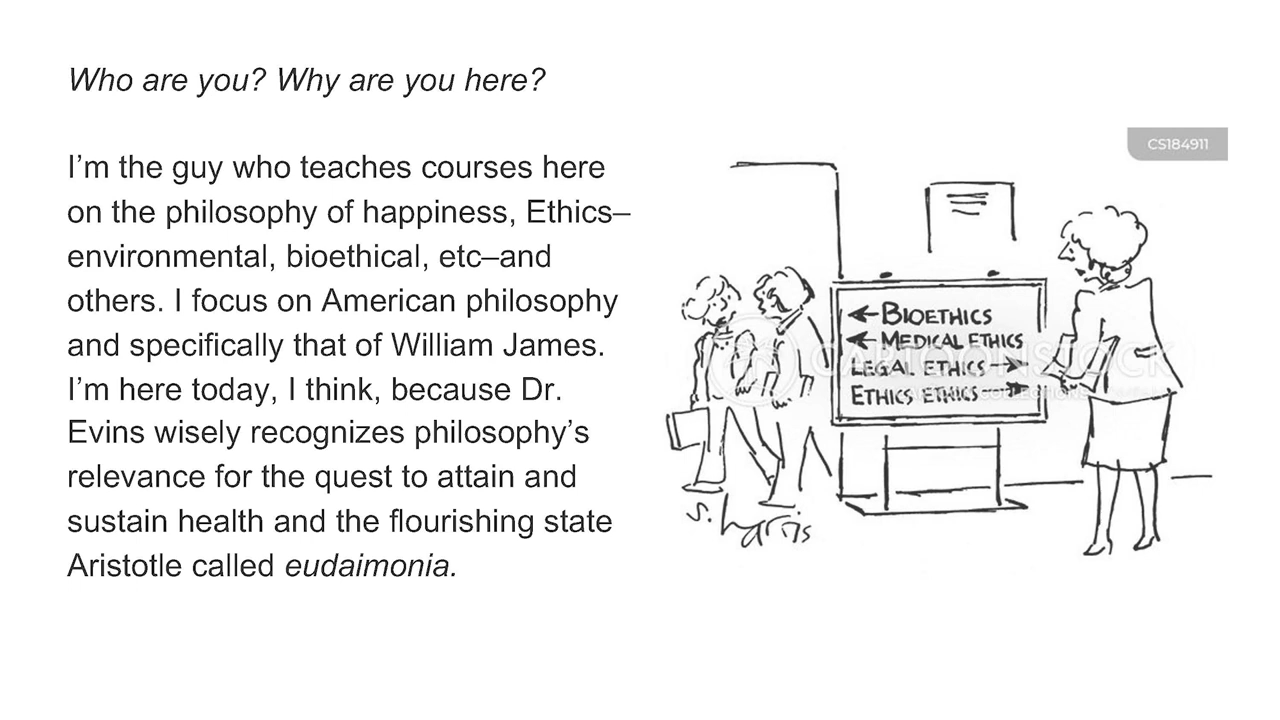 Who are you? Why are you here?
I’m the guy who teaches courses here
on the philosophy of happiness, Ethics–
environmental, bioethical, etc–and
others. I focus on American philosophy
and specifically that of William James.
I’m here today, I think, because Dr.
Evins wisely recognizes philosophy’s
relevance for the quest to attain and
sustain health and the flourishing state
Aristotle called eudaimonia.
CS184911
←BIOETHICS
←MEDICAL ETHICS
LEGAL ETHICS→
ETHICS ETHICS→
CARTOONSTOCK
S. Harris